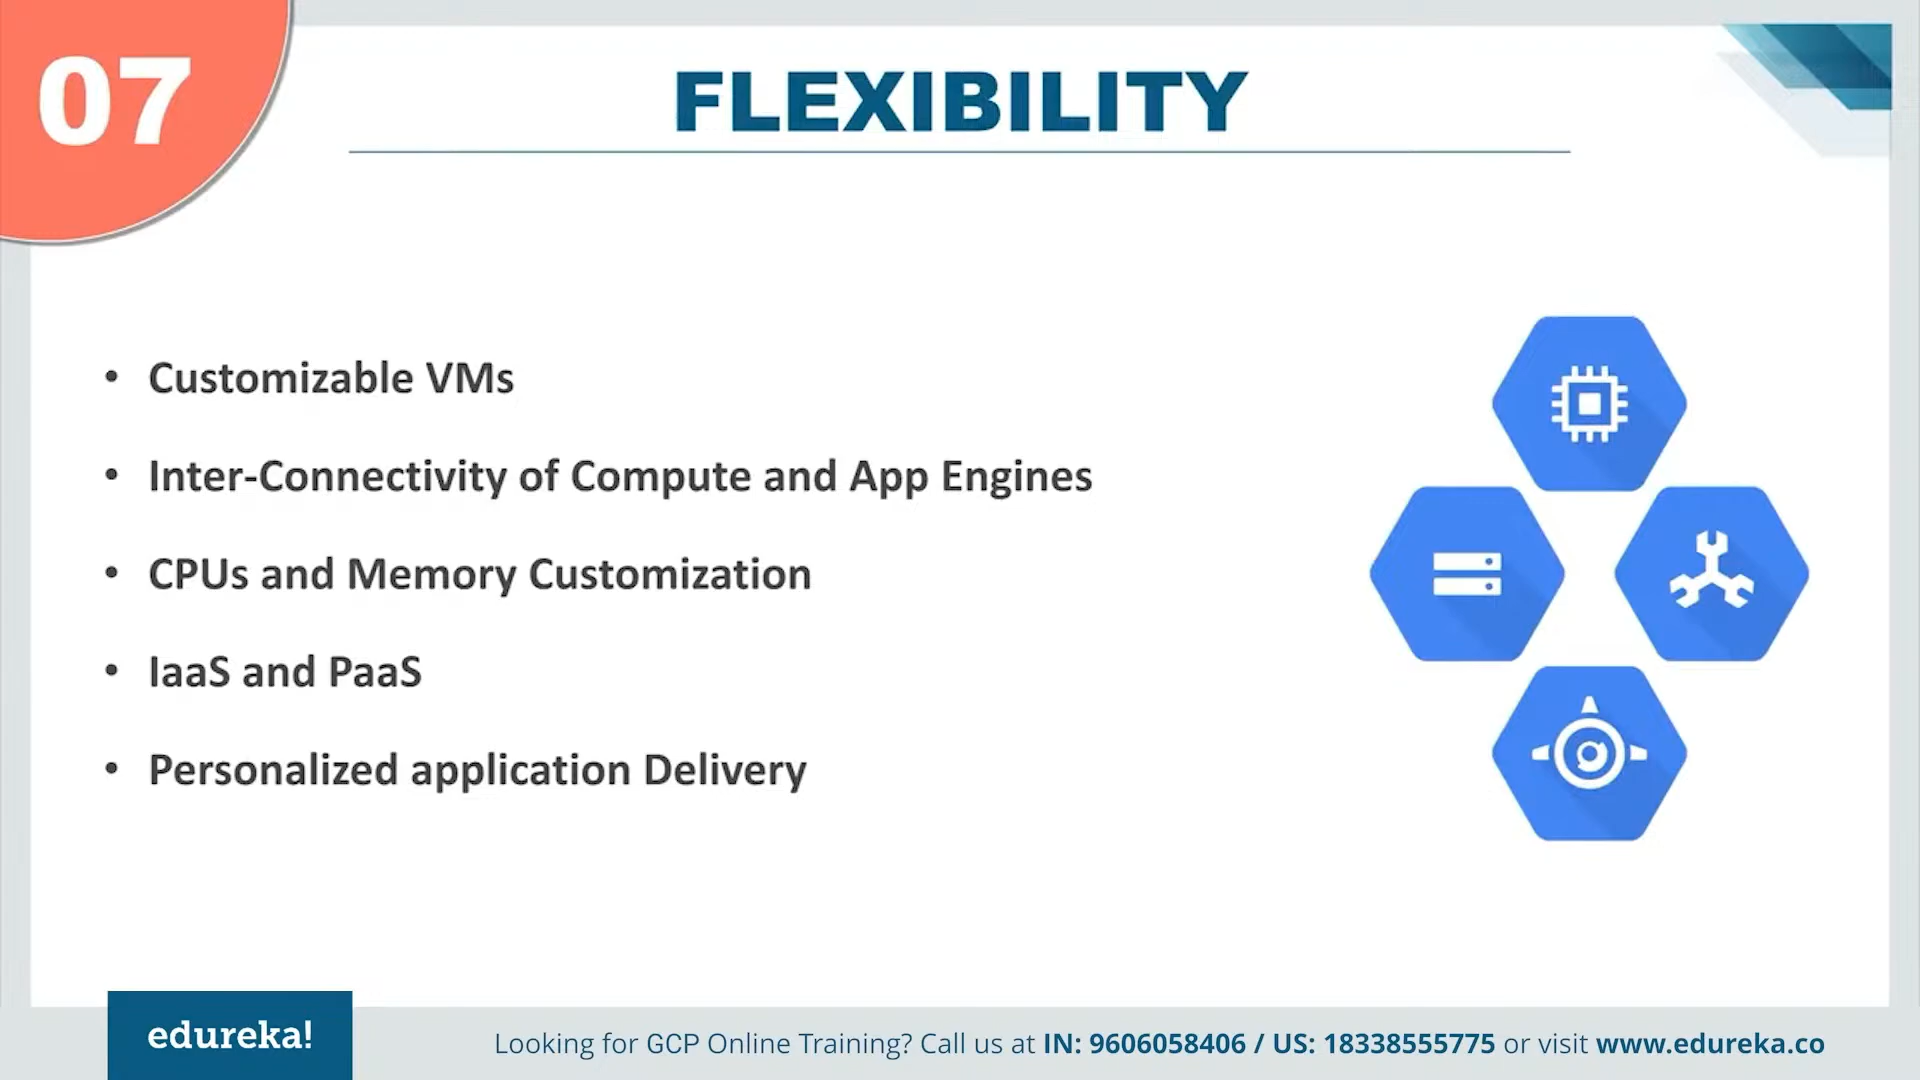 07
FLEXIBILITY
• Customizable VMs
• Inter-Connectivity of Compute and App Engines
• CPUs and Memory Customization
• IaaS and PaaS
• Personalized application Delivery
edureka!
Looking for GCP Online Training? Call us at IN: 9606058406 / US: 18338555775 or visit www.edureka.co